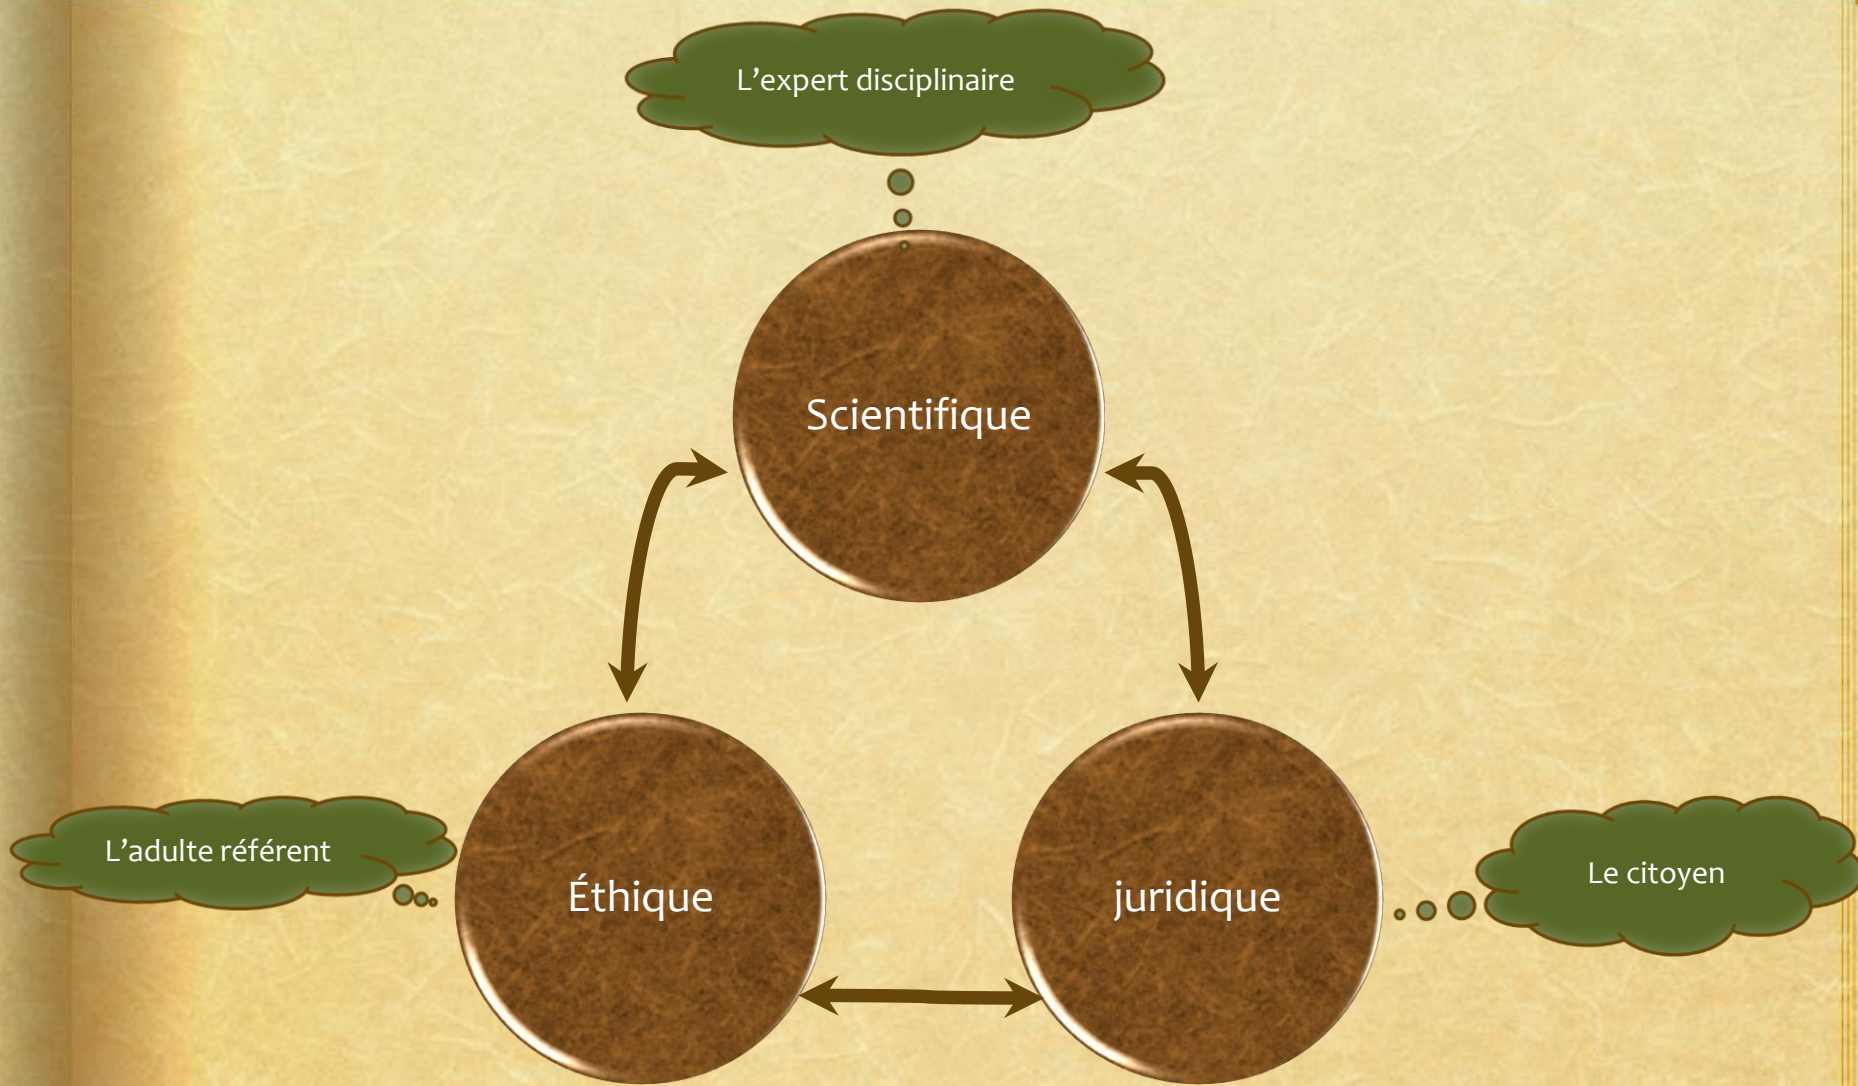 L’expert disciplinaire
Scientifique
L’adulte référent
Éthique
juridique
Le citoyen